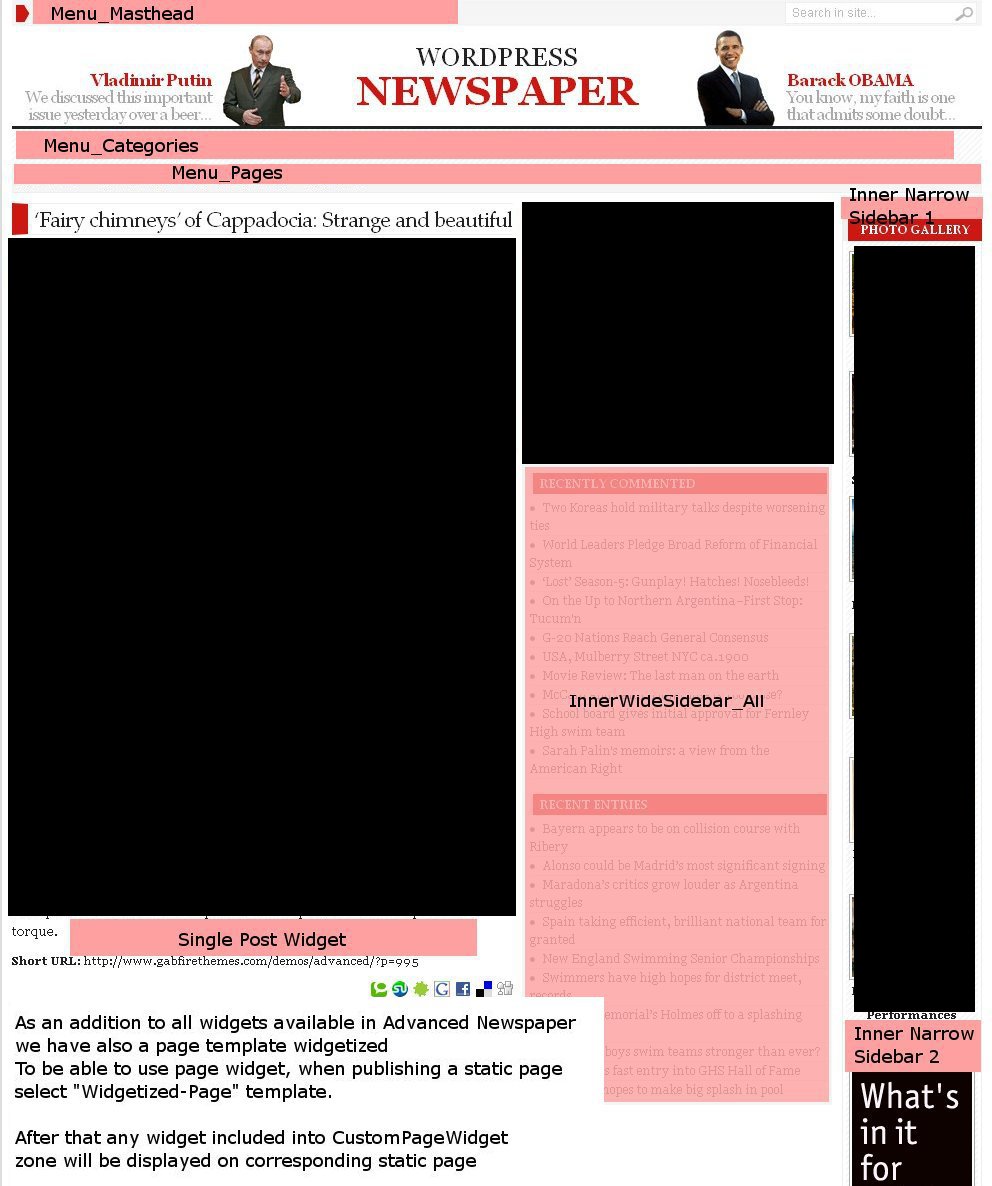 Menu_Masthead
Search in site...
Vladimir Putin
We discussed this important
issue yesterday over a beer...
WORDPRESS
NEWSPAPER
Barack OBAMA
You know, my faith is one
that admits some doubt...
Menu_Categories
Menu_Pages
'Fairy chimneys' of Cappadocia: Strange and beautiful
torque.
Single Post Widget
Short URL: http://www.gabfirethemes.com/demos/advanced/?p=995
As an addition to all widgets available in Advanced Newspaper
we have also a page template widgetized
To be able to use page widget, when publishing a static page
select "Widgetized-Page" template.
After that any widget included into CustomPageWidget
zone will be displayed on corresponding static page
RECENTLY COMMENTED
• Two Koreas hold military talks despite worsening
ties
• World Leaders Pledge Broad Reform of Financial
System
• 'Lost' Season-5: Gunplay! Hatches! Nosebleeds!
• On the Up to Northern Argentina–First Stop:
Tucum'n
• G-20 Nations Reach General Consensus
• USA, Mulberry Street NYC ca.1900
• Movie Review: The last man on the earth
InnerWideSidebar_All
• School board gives initial approval for Fernley
High swim team
• Sarah Palin's memoirs: a view from the
American Right
RECENT ENTRIES
• Bayern appears to be on collision course with
Ribery
• Alonso could be Madrid's most significant signing
• Maradona's critics grow louder as Argentina
struggles
• Spain taking efficient, brilliant national team for
granted
• New England Swimming Senior Championships
• Swimmers have high hopes for district meet,
records
Holmes off to a splashing
boys swim teams stronger than ever?
fast entry into GHS Hall of Fame
hopes to make big splash in pool
Inner Narrow
Sidebar 1
PHOTO GALLERY
Performances
Inner Narrow
Sidebar 2
What's
in it
for